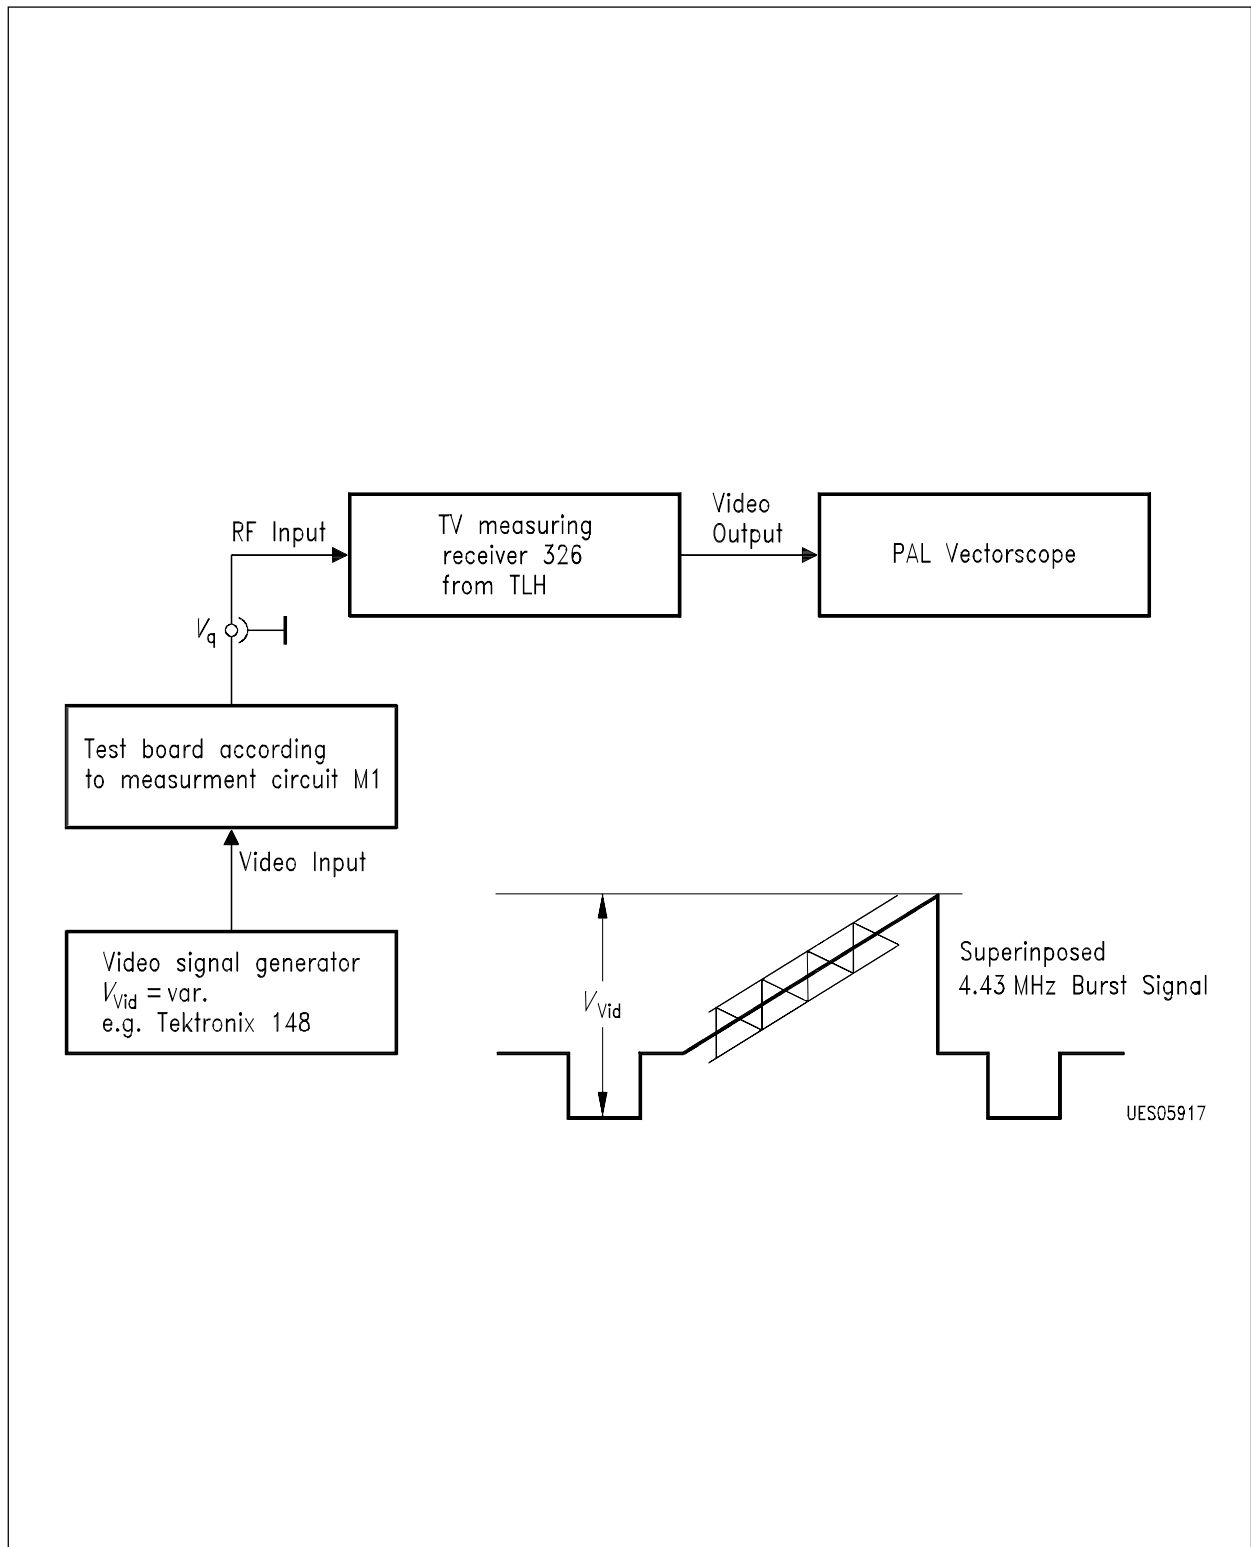 RF Input
TV measuring
receiver 326
from TLH
Video
Output
PAL Vectorscope
Vq
Test board according
to measurment circuit M1
Video Input
Video signal generator
VVid = var.
e.g. Tektronix 148
VVid
Superinposed
4.43 MHz Burst Signal
UES05917